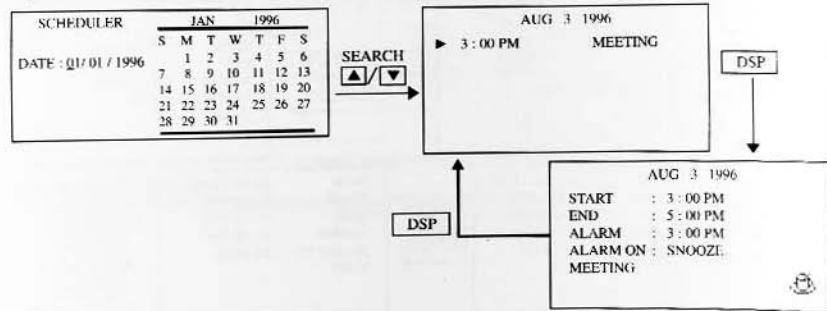 SCHEDULER
DATE : 01/ 01 / 1996
JAN 1996
S M T W T F S
1 2 3 4 5 6
7 8 9 10 11 12 13
14 15 16 17 18 19 20
21 22 23 24 25 26 27
28 29 30 31
SEARCH
▲/▼
AUG 3 1996
► 3 : 00 PM MEETING
DSP
AUG 3 1996
START : 3 : 00 PM
END : 5 : 00 PM
ALARM : 3 : 00 PM
ALARM ON : SNOOZE
MEETING
DSP